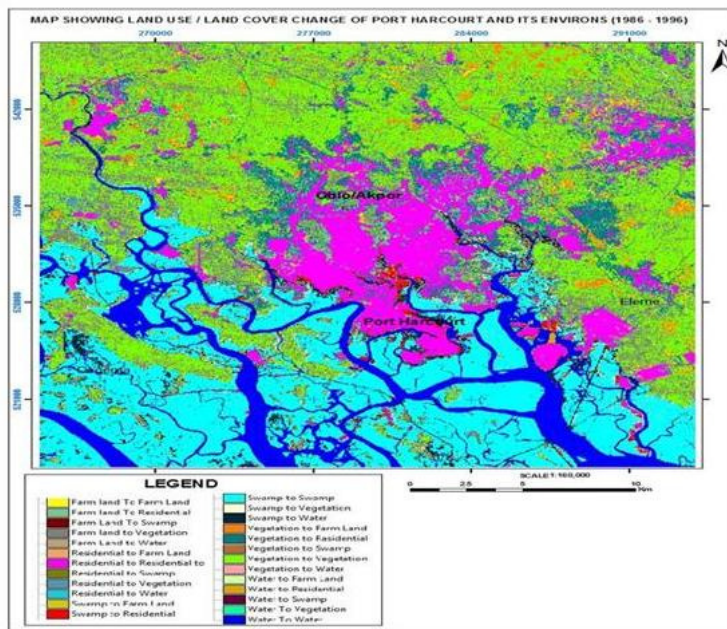 MAP SHOWING LAND USE / LAND COVER CHANGE OF PORT HARCOURT AND ITS ENVIRONS (1986 - 1996)
270000 277000 284000 291000
N
542000
535000
528000
521000
Obio/Akpor
Eleme
Port Harcourt
SCALE 1:160,000
0 2.5 5 10
LEGEND
Farm land To Farm Land
Farm land To Residential
Farm Land To Swamp
Farm land to Vegetation
Farm Land to Water
Residential to Farm Land
Residential to Residential to
Residential to Swamp
Residential to Vegetation
Residential to Water
Swamp to Farm Land
Swamp to Residential
Swamp to Swamp
Swamp to Vegetation
Swamp to Water
Vegetation to Farm Land
Vegetation to Residential
Vegetation to Swamp
Vegetation to Vegetation
Vegetation to Water
Water to Farm Land
Water to Residential
Water to Swamp
Water To Vegetation
Water To Water